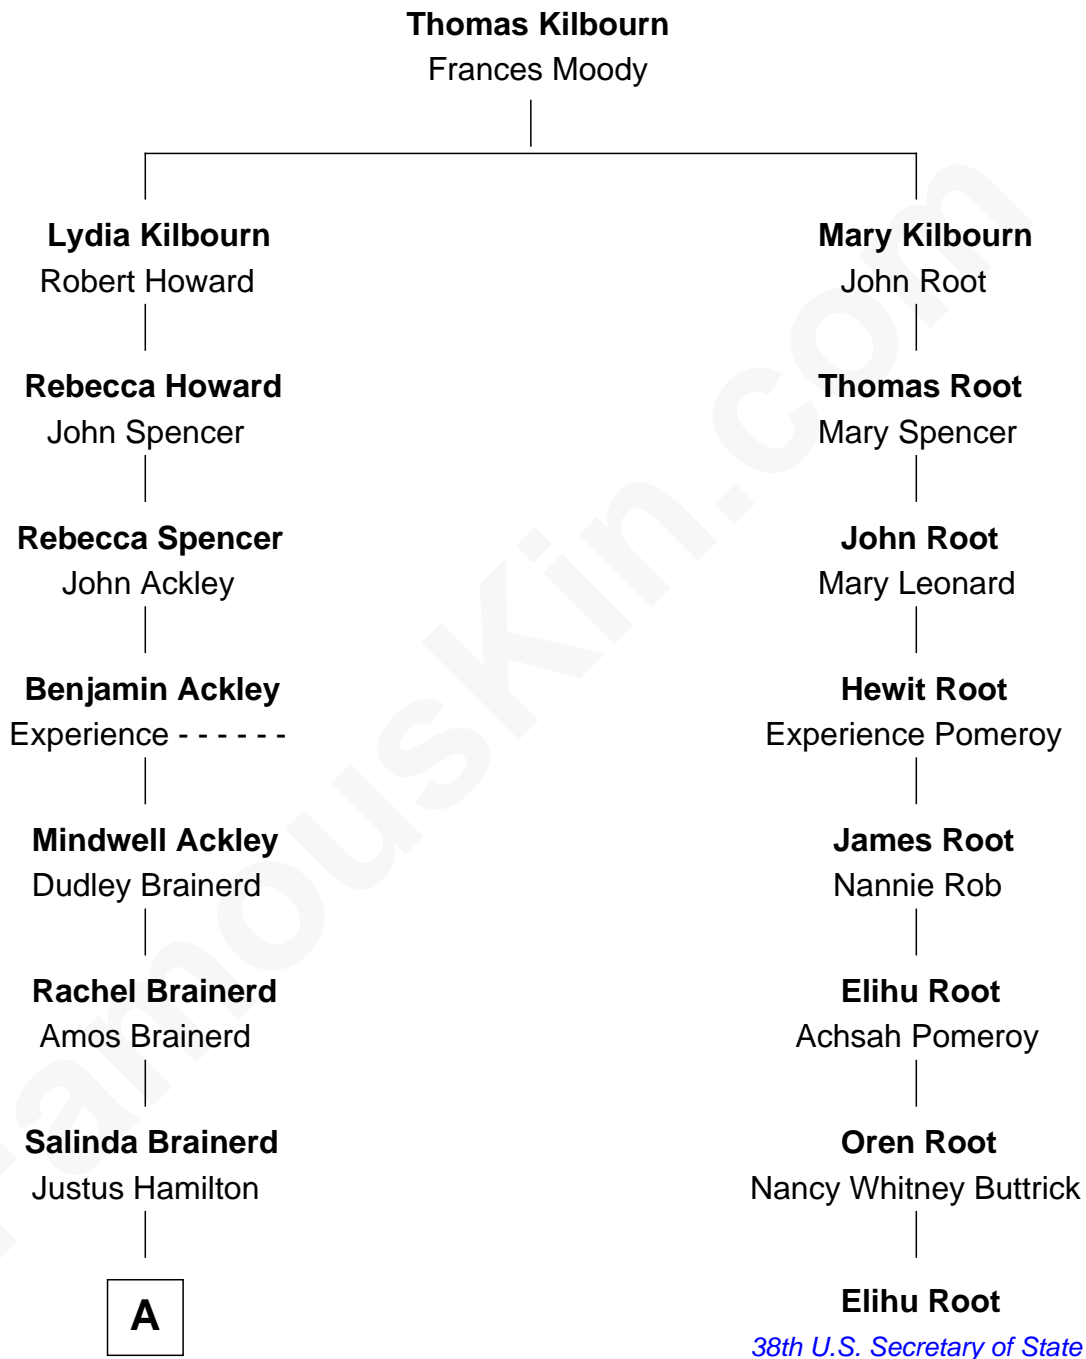 Thomas Kilbourn
Frances Moody
Lydia Kilbourn
Robert Howard
Mary Kilbourn
John Root
Rebecca Howard
John Spencer
Thomas Root
Mary Spencer
Rebecca Spencer
John Ackley
John Root
Mary Leonard
Benjamin Ackley
Experience - - - - - -
Hewit Root
Experience Pomeroy
Mindwell Ackley
Dudley Brainerd
James Root
Nannie Rob
Rachel Brainerd
Amos Brainerd
Elihu Root
Achsah Pomeroy
Salinda Brainerd
Justus Hamilton
Oren Root
Nancy Whitney Buttrick
A
Elihu Root
38th U.S. Secretary of State
FamousKin.com